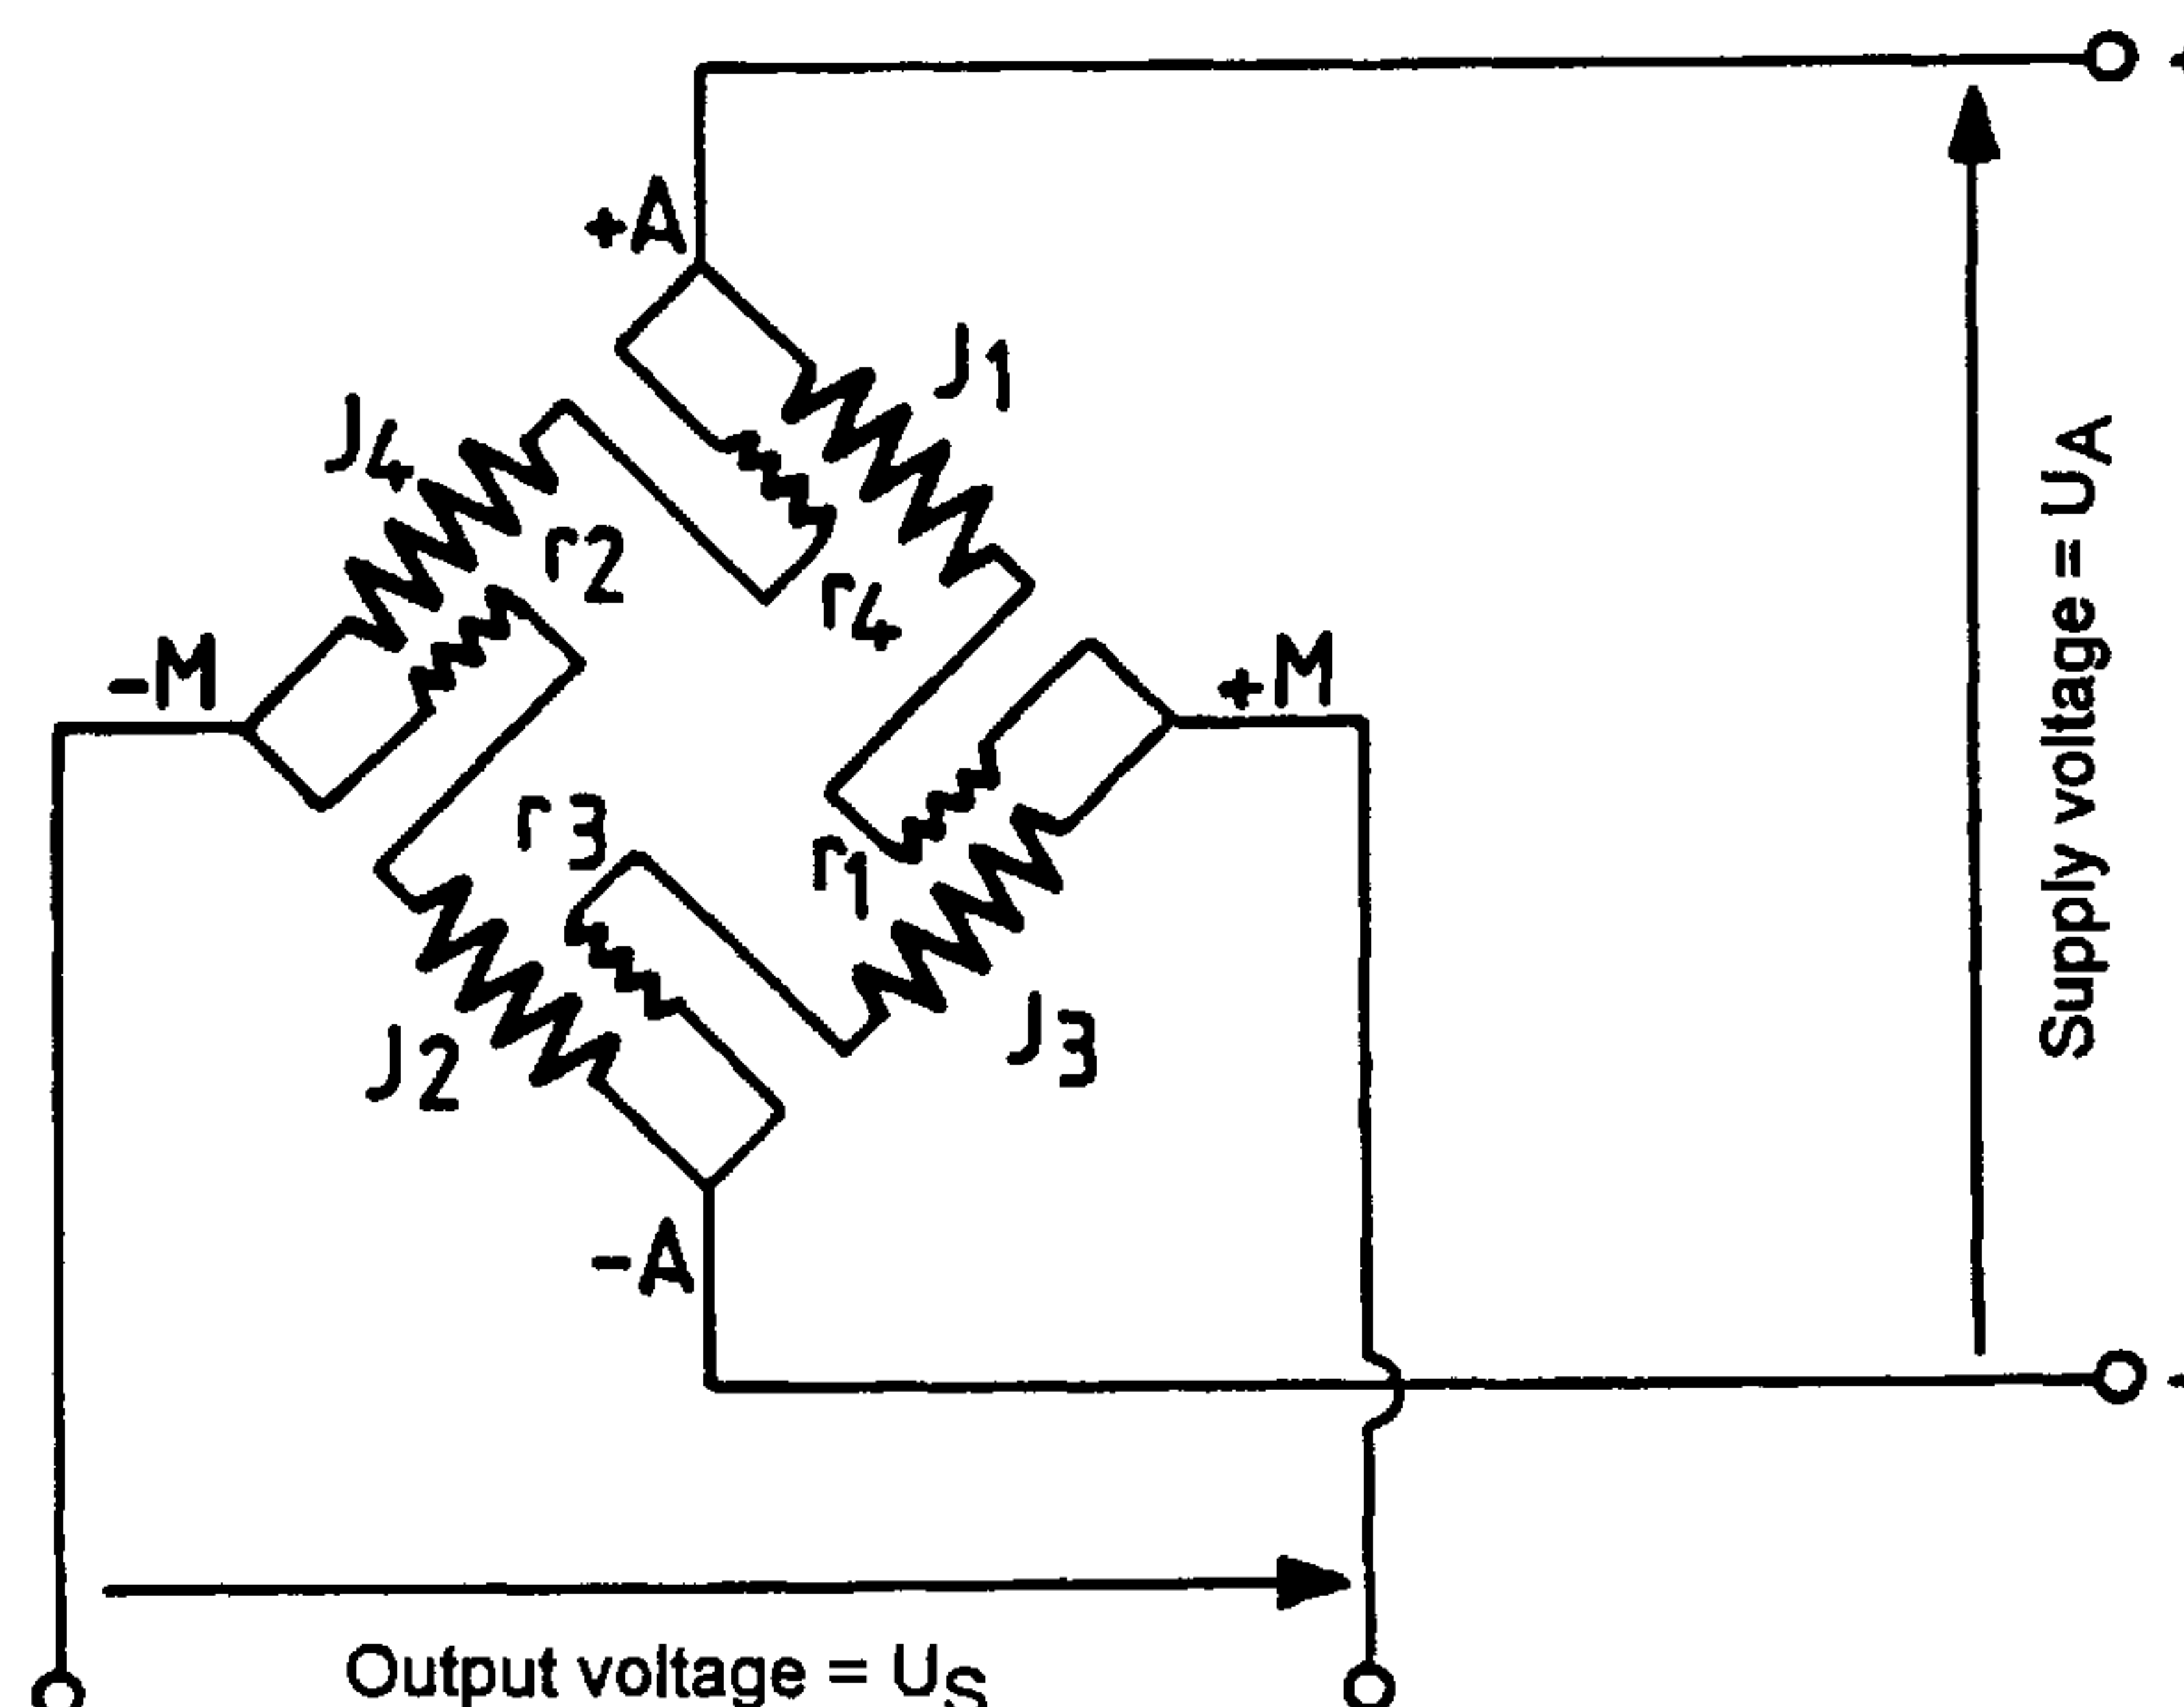 +A
J1
J4
r2
r4
-M
+M
r3
r1
J2
J3
-A
Supply voltage = UA
Output voltage = US